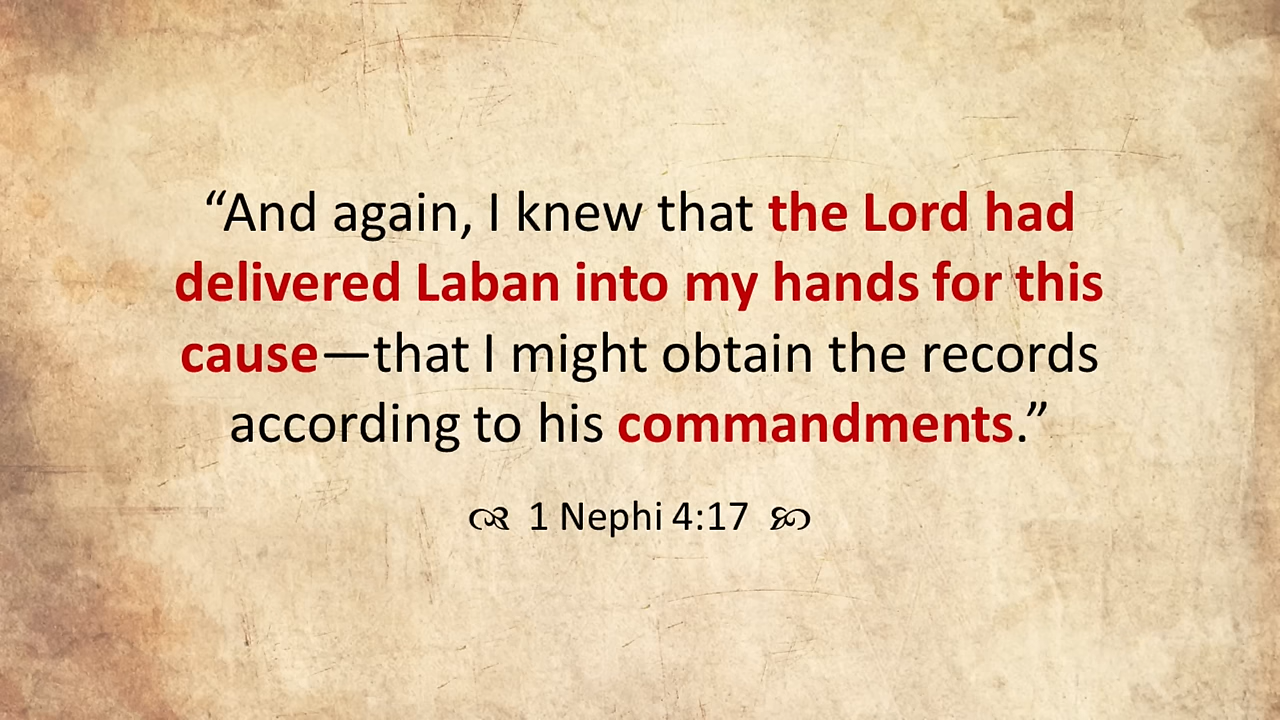 “And again, I knew that the Lord had
delivered Laban into my hands for this
cause—that I might obtain the records
according to his commandments.”
1 Nephi 4:17